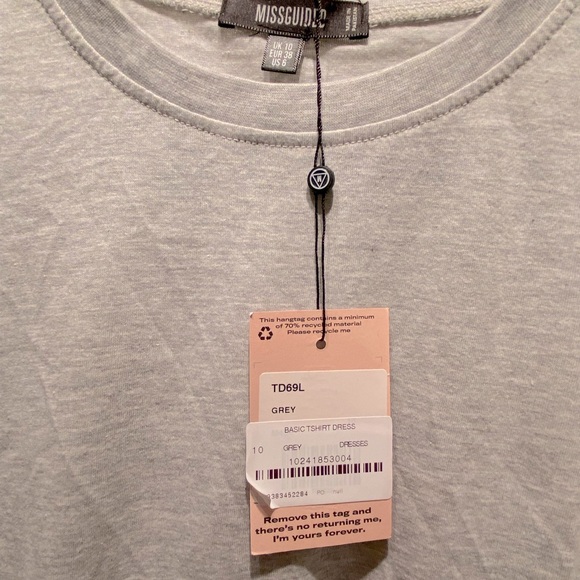 MISSGUIDED
UK 10
EUR 38
US 6
This hangtag contains a minimum
of 70% recycled material
Please recycle me
TD69L
GREY
BASIC TSHIRT DRESS
10 GREY DRESSES
10241853004
Remove this tag and
there's no returning me,
I'm yours forever.